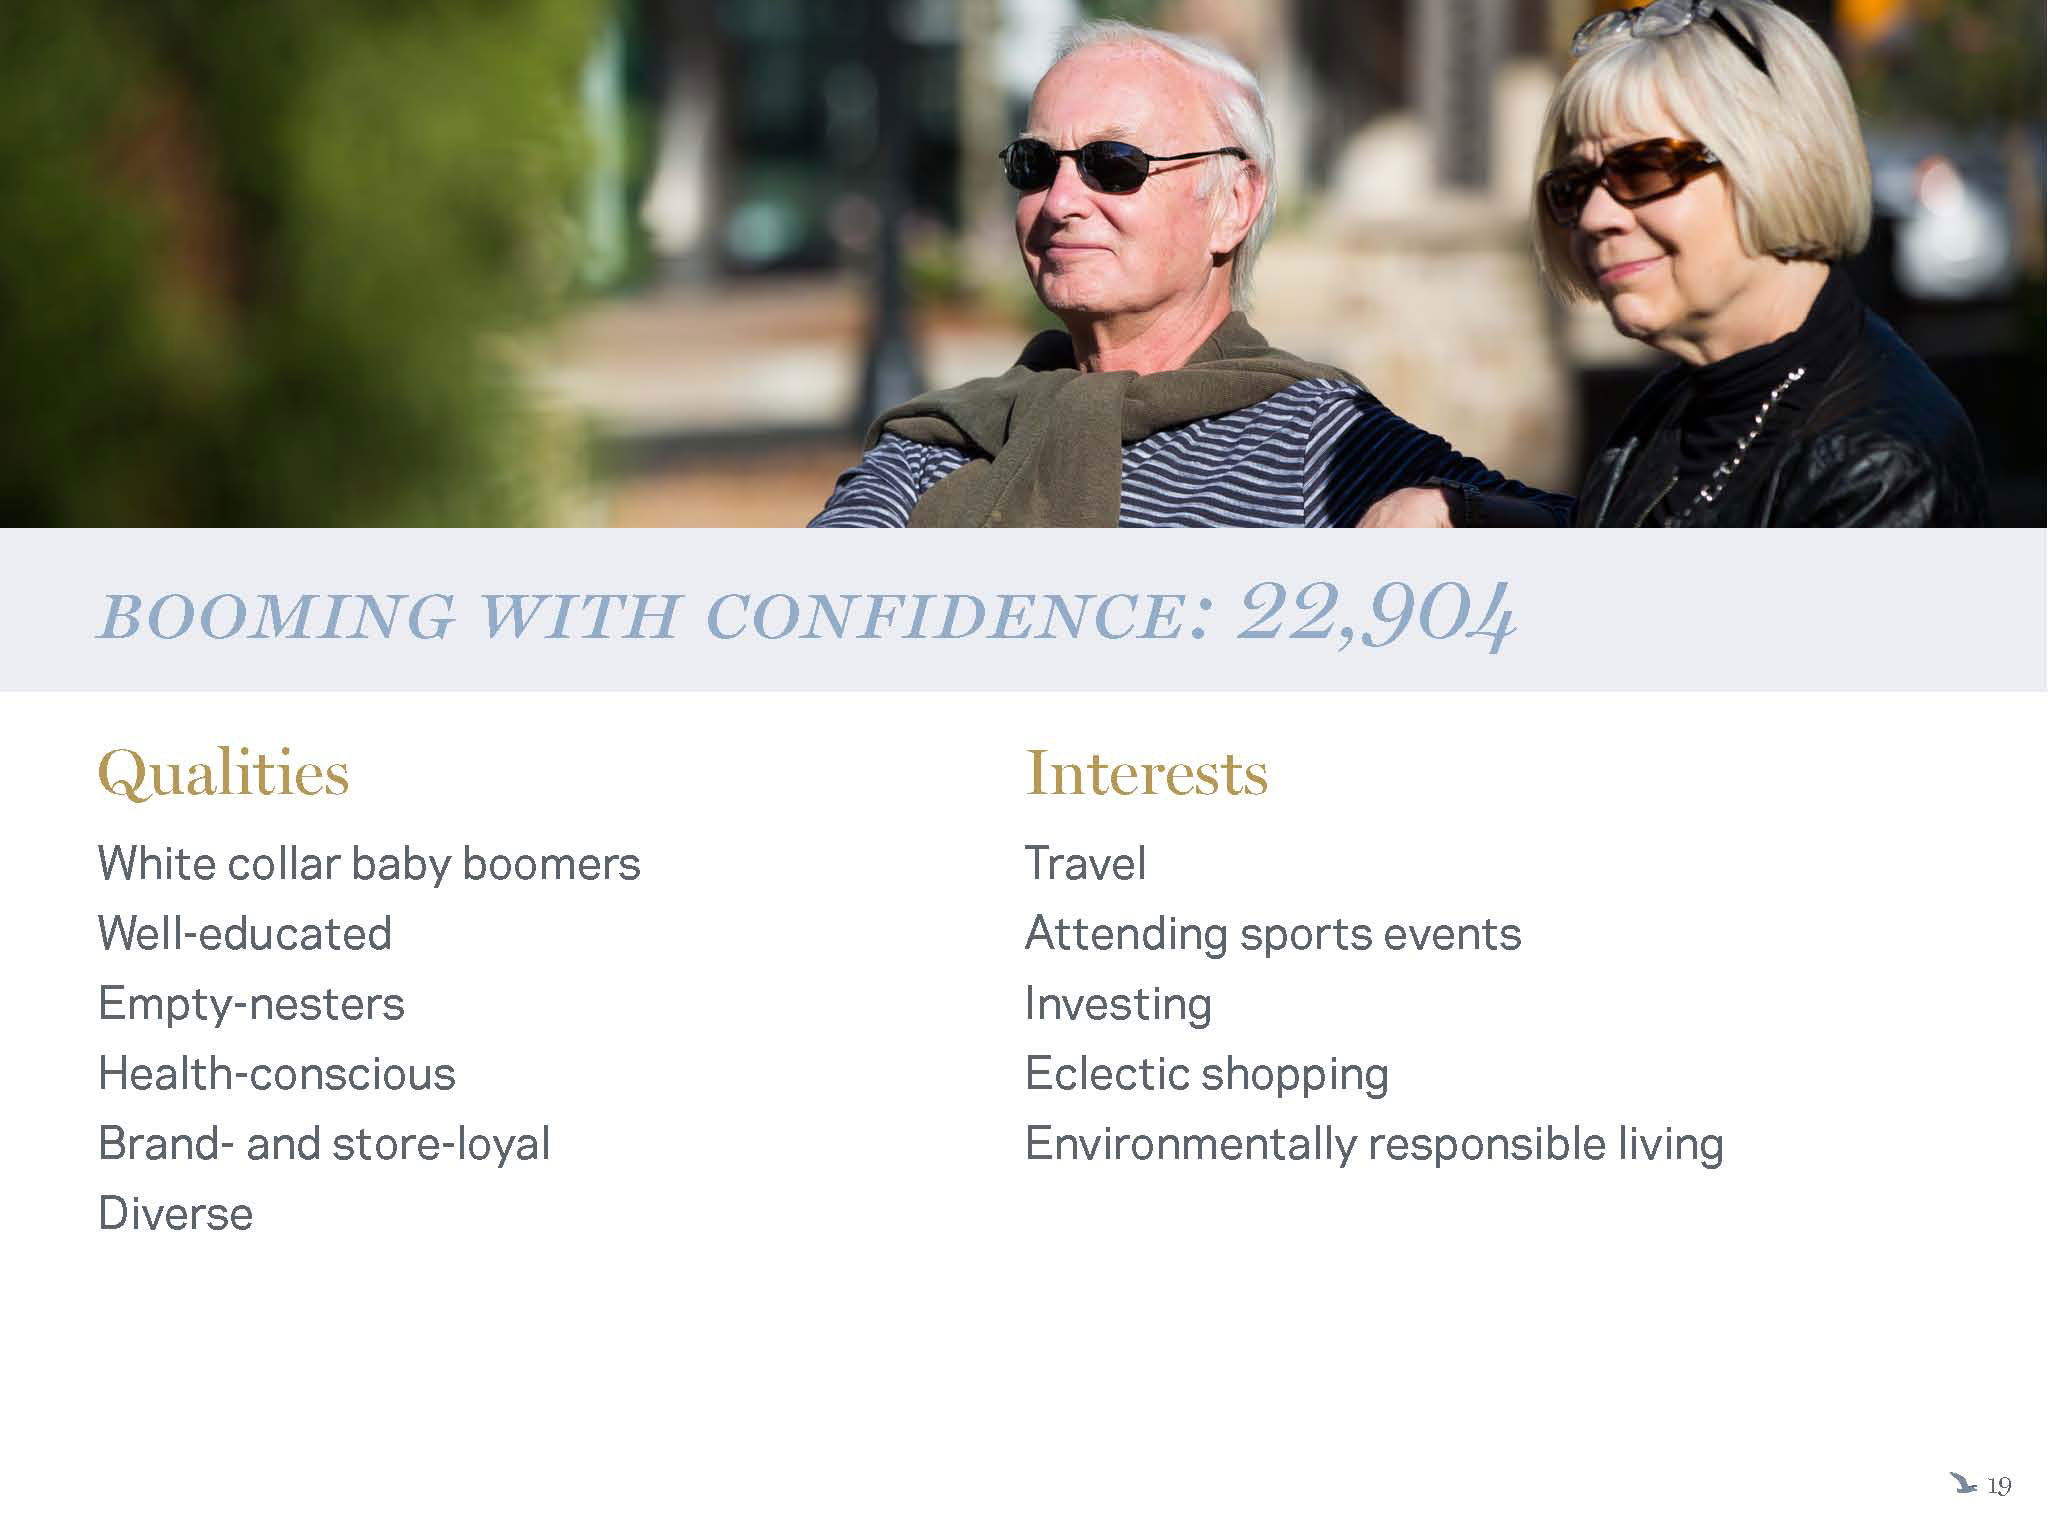 BOOMING WITH CONFIDENCE: 22,904
Qualities
White collar baby boomers
Well-educated
Empty-nesters
Health-conscious
Brand- and store-loyal
Diverse
Interests
Travel
Attending sports events
Investing
Eclectic shopping
Environmentally responsible living
19